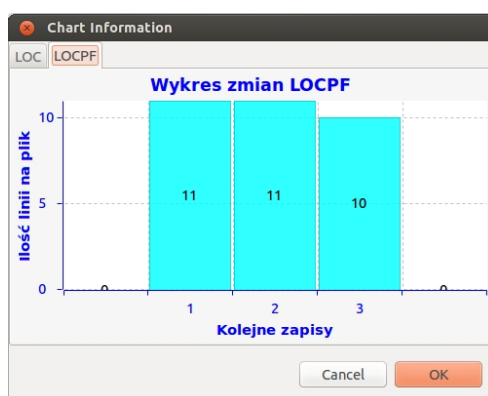 Chart Information
LOC LOCPF
Wykres zmian LOCPF
Ilość linii na plik
10
5
0
0 11 11 10 0
1 2 3
Kolejne zapisy
Cancel OK